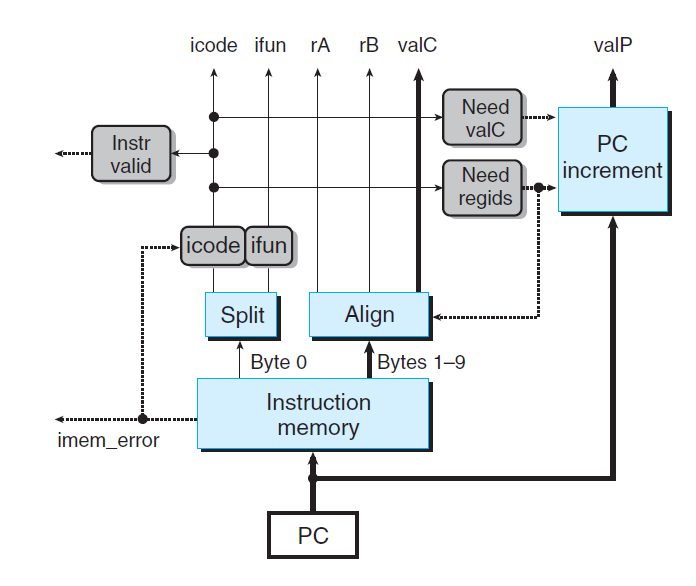 icode ifun rA rB valC valP
Need
valC
Instr
valid
PC
increment
Need
regids
icode ifun
Split
Align
Byte 0
Bytes 1–9
Instruction
memory
imem_error
PC